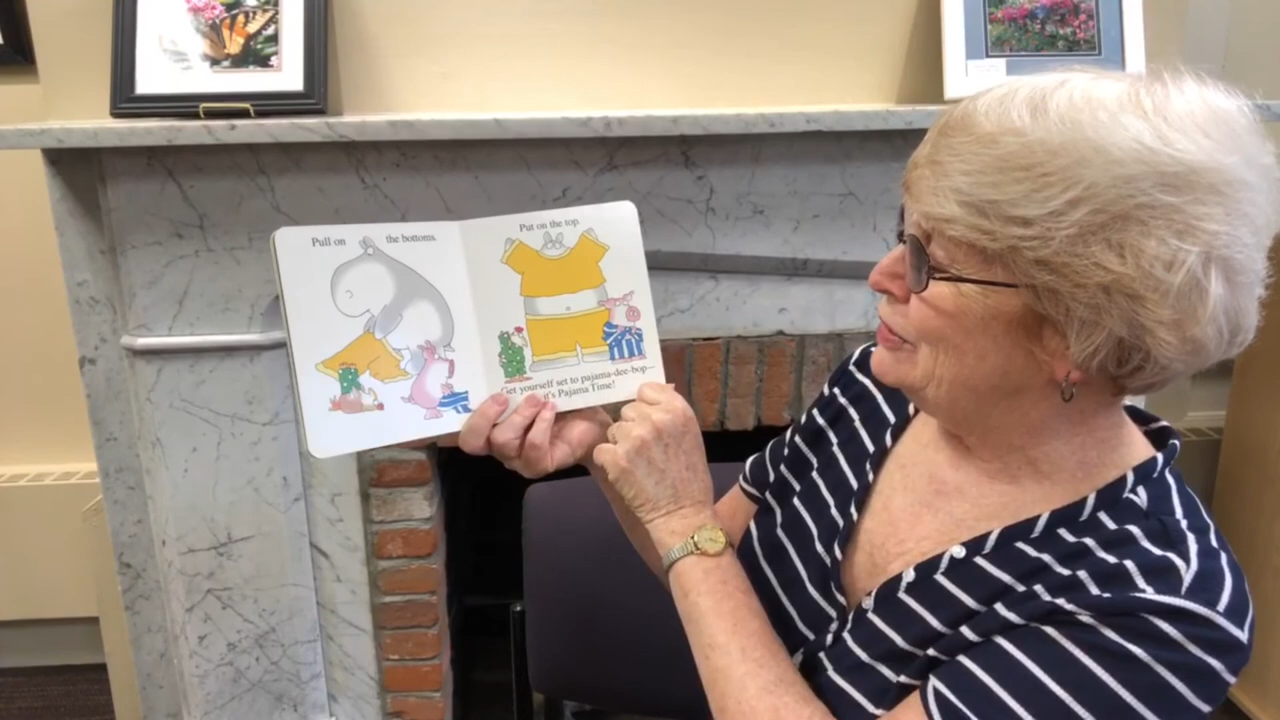 Pull on the bottoms.
Put on the top.
Get yourself set to pajama-dee-bop—
it's Pajama Time!